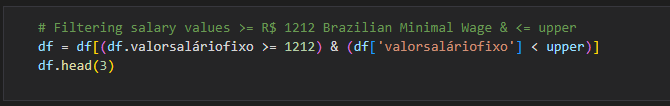 # Filtering salary values >= R$ 1212 Brazilian Minimal Wage & <= upper
df = df[(df.valorsaláriofixo >= 1212) & (df['valorsaláriofixo'] < upper)]
df.head(3)